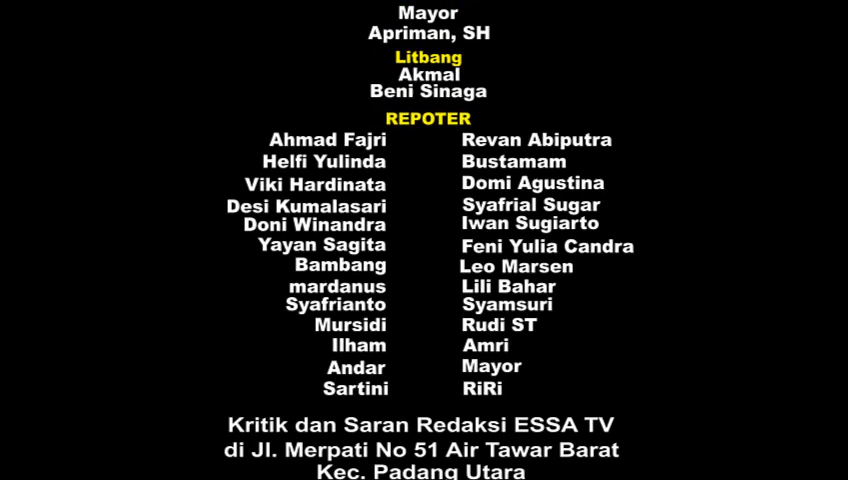 Mayor
Apriman, SH
Litbang
Akmal
Beni Sinaga
REPOTER
Ahmad Fajri Revan Abiputra
Helfi Yulinda Bustamam
Viki Hardinata Domi Agustina
Desi Kumalasari Syafrial Sugar
Doni Winandra Iwan Sugiarto
Yayan Sagita Feni Yulia Candra
Bambang Leo Marsen
mardanus Lili Bahar
Syafrianto Syamsuri
Mursidi Rudi ST
Ilham Amri
Andar Mayor
Sartini RiRi
Kritik dan Saran Redaksi ESSA TV
di Jl. Merpati No 51 Air Tawar Barat
Kec. Padang Utara